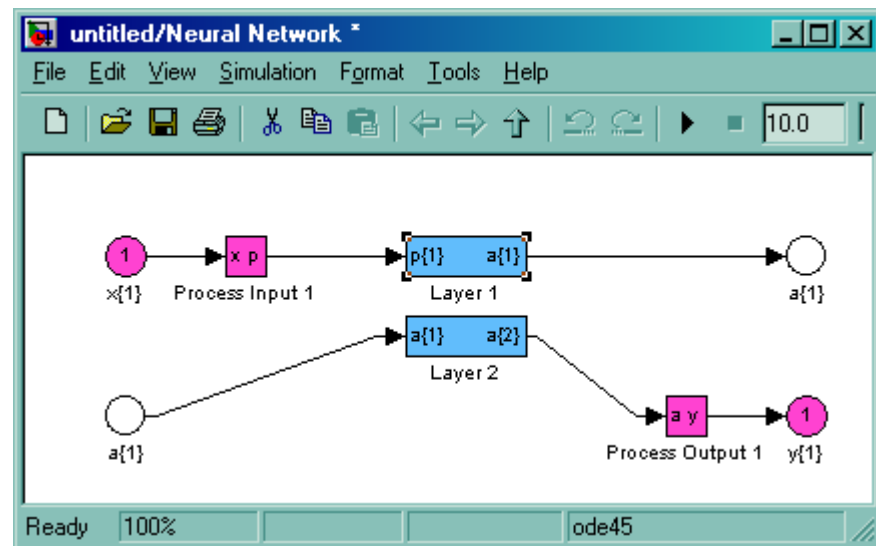 untitled/Neural Network *
File Edit View Simulation Format Tools Help
10.0
1 x p p{1} a{1}
x{1} Process Input 1 Layer 1 a{1}
a{1} a{2}
Layer 2
a y 1
a{1} Process Output 1 y{1}
Ready 100% ode45